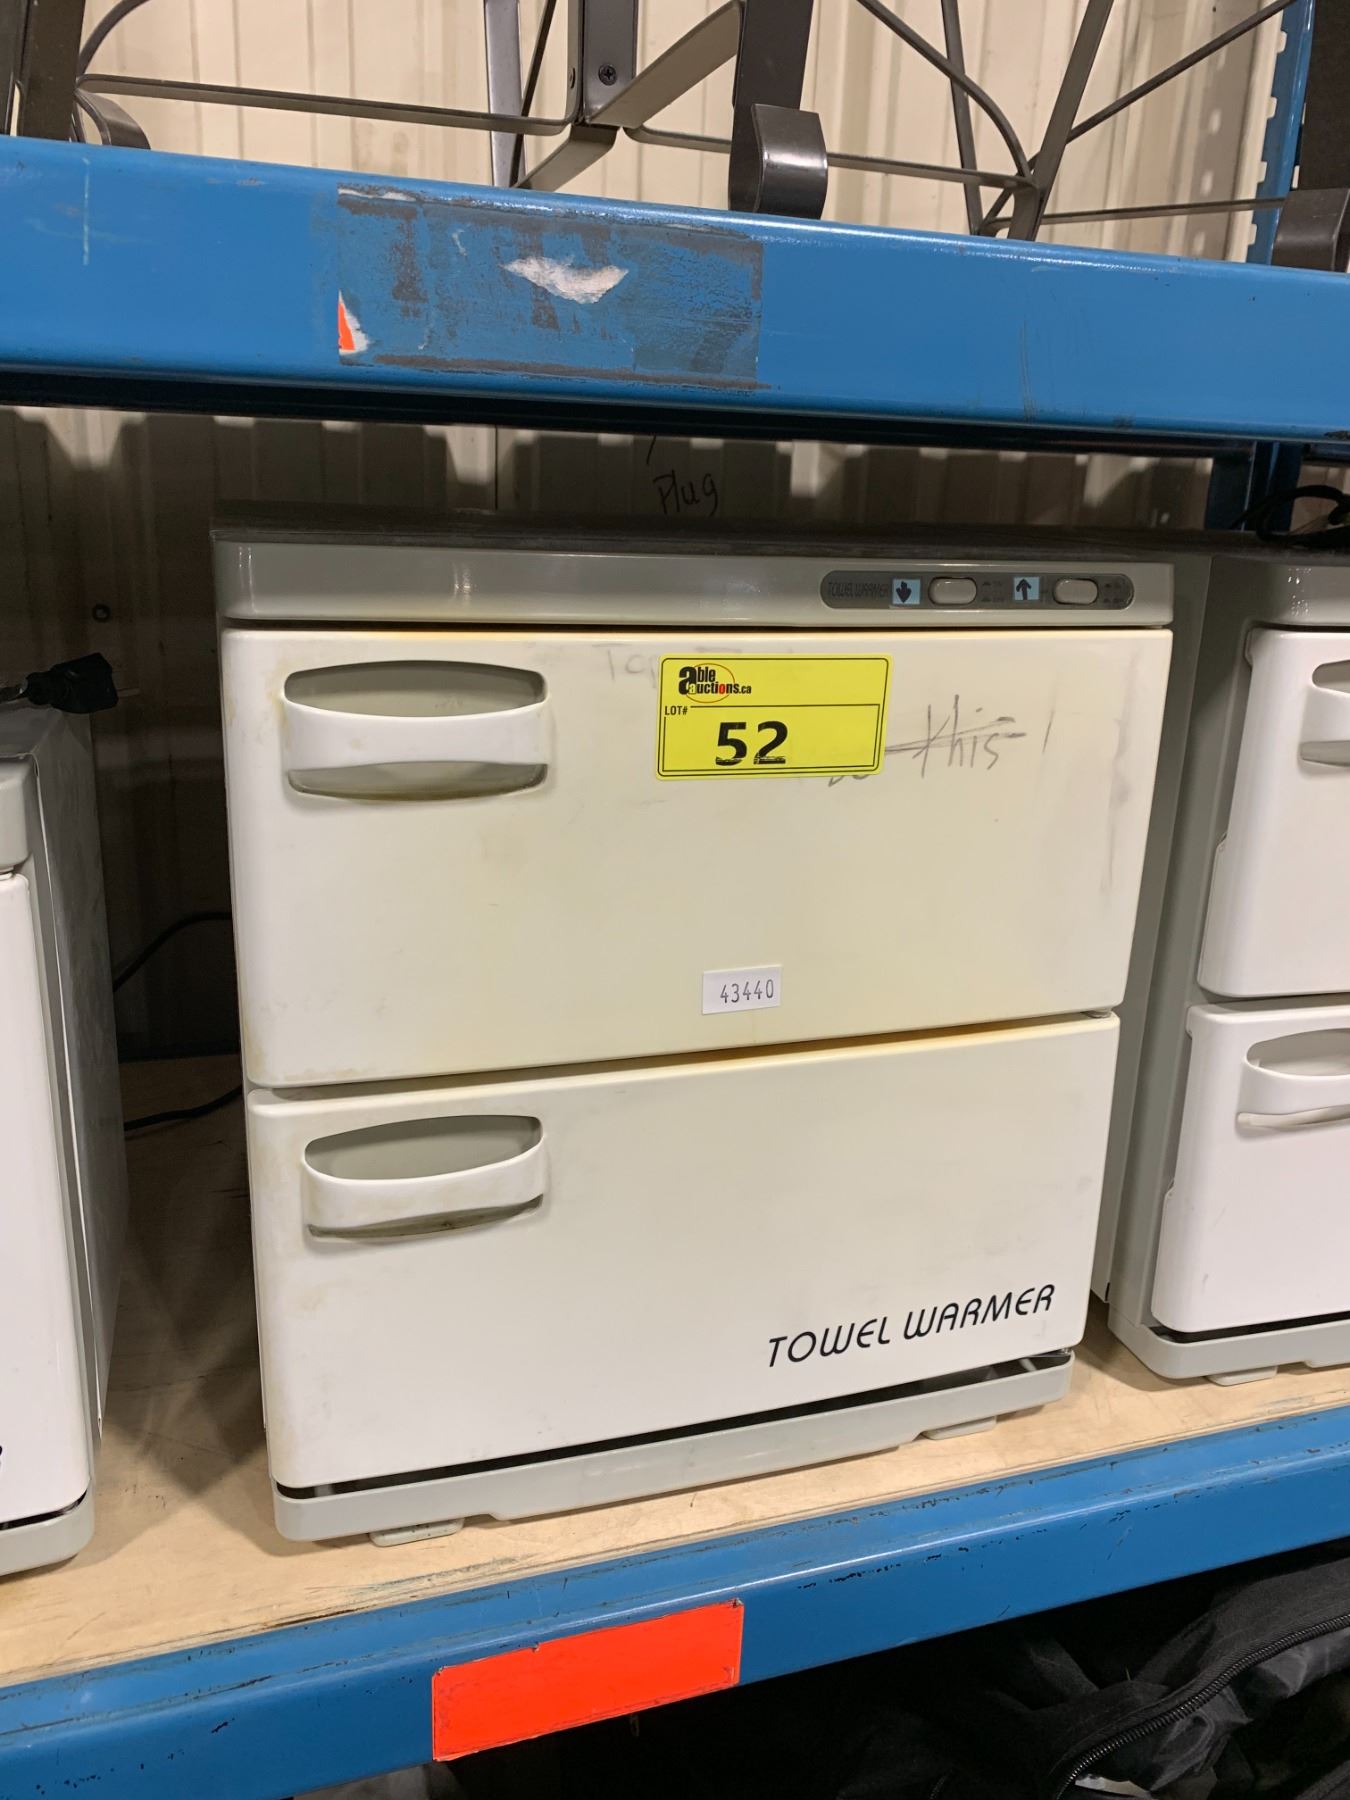 Plug
TOWEL WARMER
able
auctions.ca
LOT#
52
this
43440
TOWEL WARMER